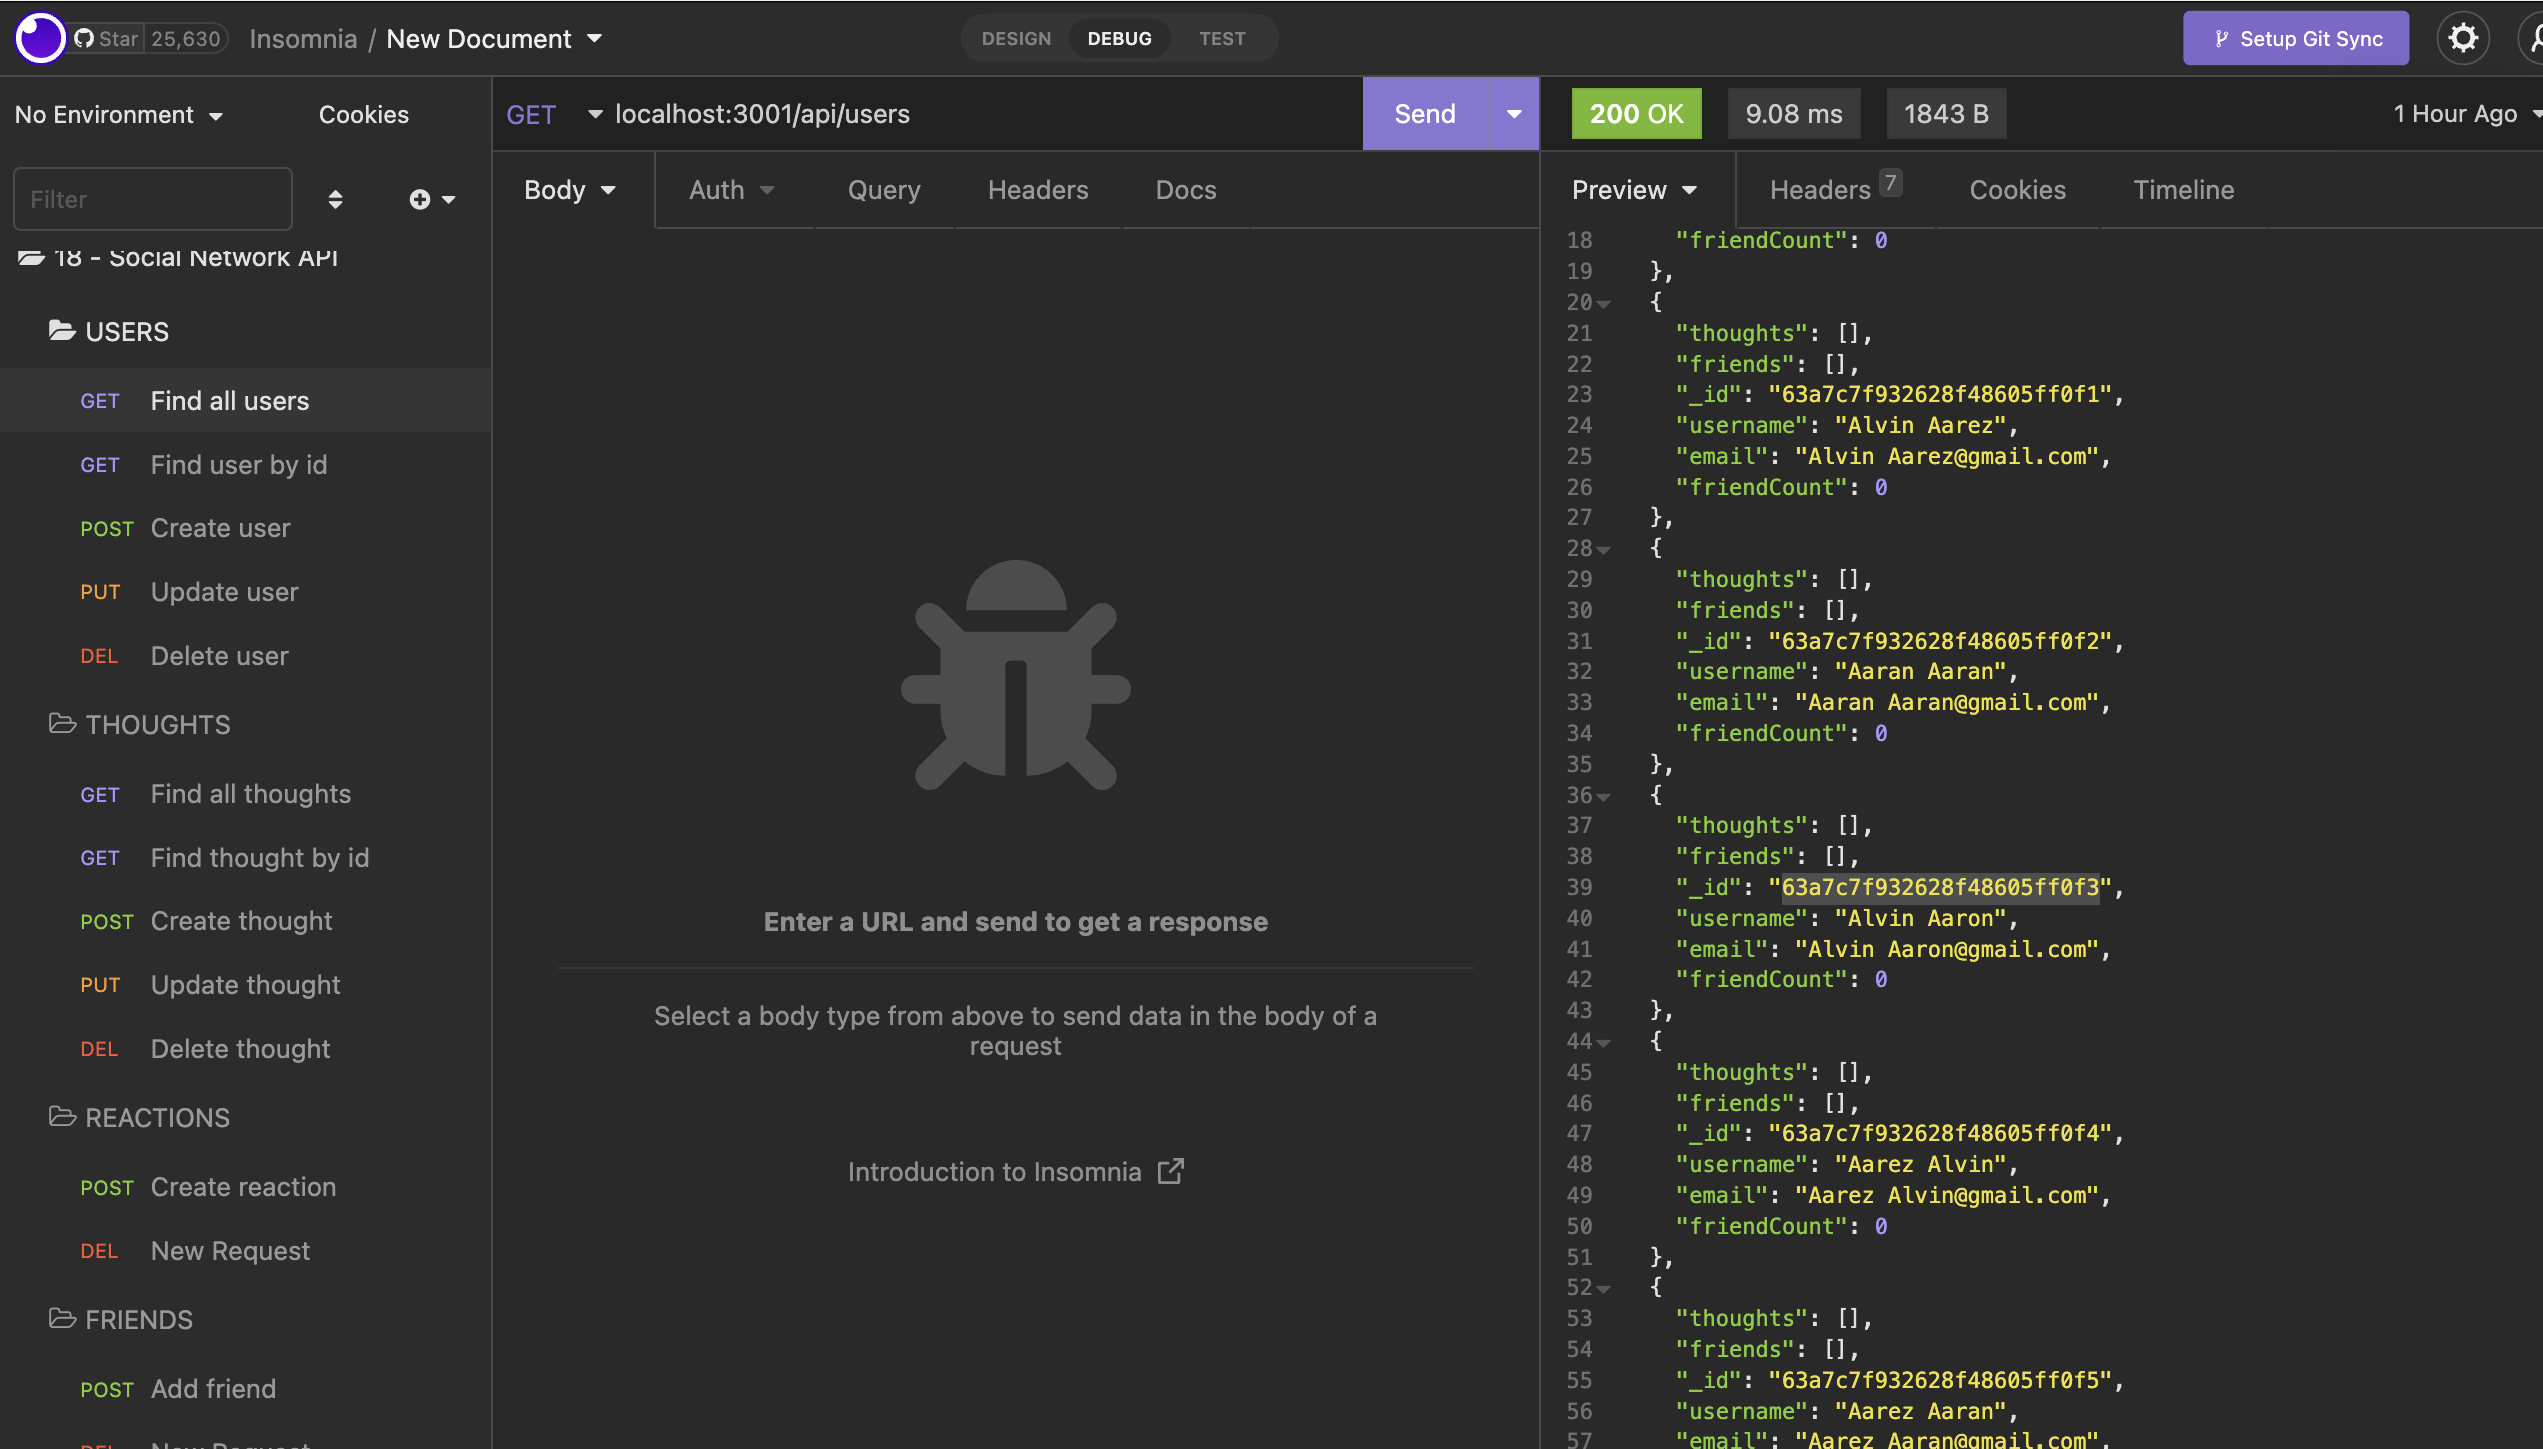 Star 25,630 Insomnia / New Document
DESIGN DEBUG TEST
Setup Git Sync
No Environment Cookies
Filter
18 - Social Network API
USERS
GET Find all users
GET Find user by id
POST Create user
PUT Update user
DEL Delete user
THOUGHTS
GET Find all thoughts
GET Find thought by id
POST Create thought
PUT Update thought
DEL Delete thought
REACTIONS
POST Create reaction
DEL New Request
FRIENDS
POST Add friend
DEL New Request
GET localhost:3001/api/users Send
Body Auth Query Headers Docs
Enter a URL and send to get a response
Select a body type from above to send data in the body of a
request
Introduction to Insomnia
200 OK 9.08 ms 1843 B 1 Hour Ago
Preview Headers 7 Cookies Timeline
18 "friendCount": 0
19 },
20 {
21 "thoughts": [],
22 "friends": [],
23 "_id": "63a7c7f932628f48605ff0f1",
24 "username": "Alvin Aarez",
25 "email": "Alvin Aarez@gmail.com",
26 "friendCount": 0
27 },
28 {
29 "thoughts": [],
30 "friends": [],
31 "_id": "63a7c7f932628f48605ff0f2",
32 "username": "Aaran Aaran",
33 "email": "Aaran Aaran@gmail.com",
34 "friendCount": 0
35 },
36 {
37 "thoughts": [],
38 "friends": [],
39 "_id": "63a7c7f932628f48605ff0f3",
40 "username": "Alvin Aaron",
41 "email": "Alvin Aaron@gmail.com",
42 "friendCount": 0
43 },
44 {
45 "thoughts": [],
46 "friends": [],
47 "_id": "63a7c7f932628f48605ff0f4",
48 "username": "Aarez Alvin",
49 "email": "Aarez Alvin@gmail.com",
50 "friendCount": 0
51 },
52 {
53 "thoughts": [],
54 "friends": [],
55 "_id": "63a7c7f932628f48605ff0f5",
56 "username": "Aarez Aaran",
57 "email": "Aarez Aaran@gmail.com",